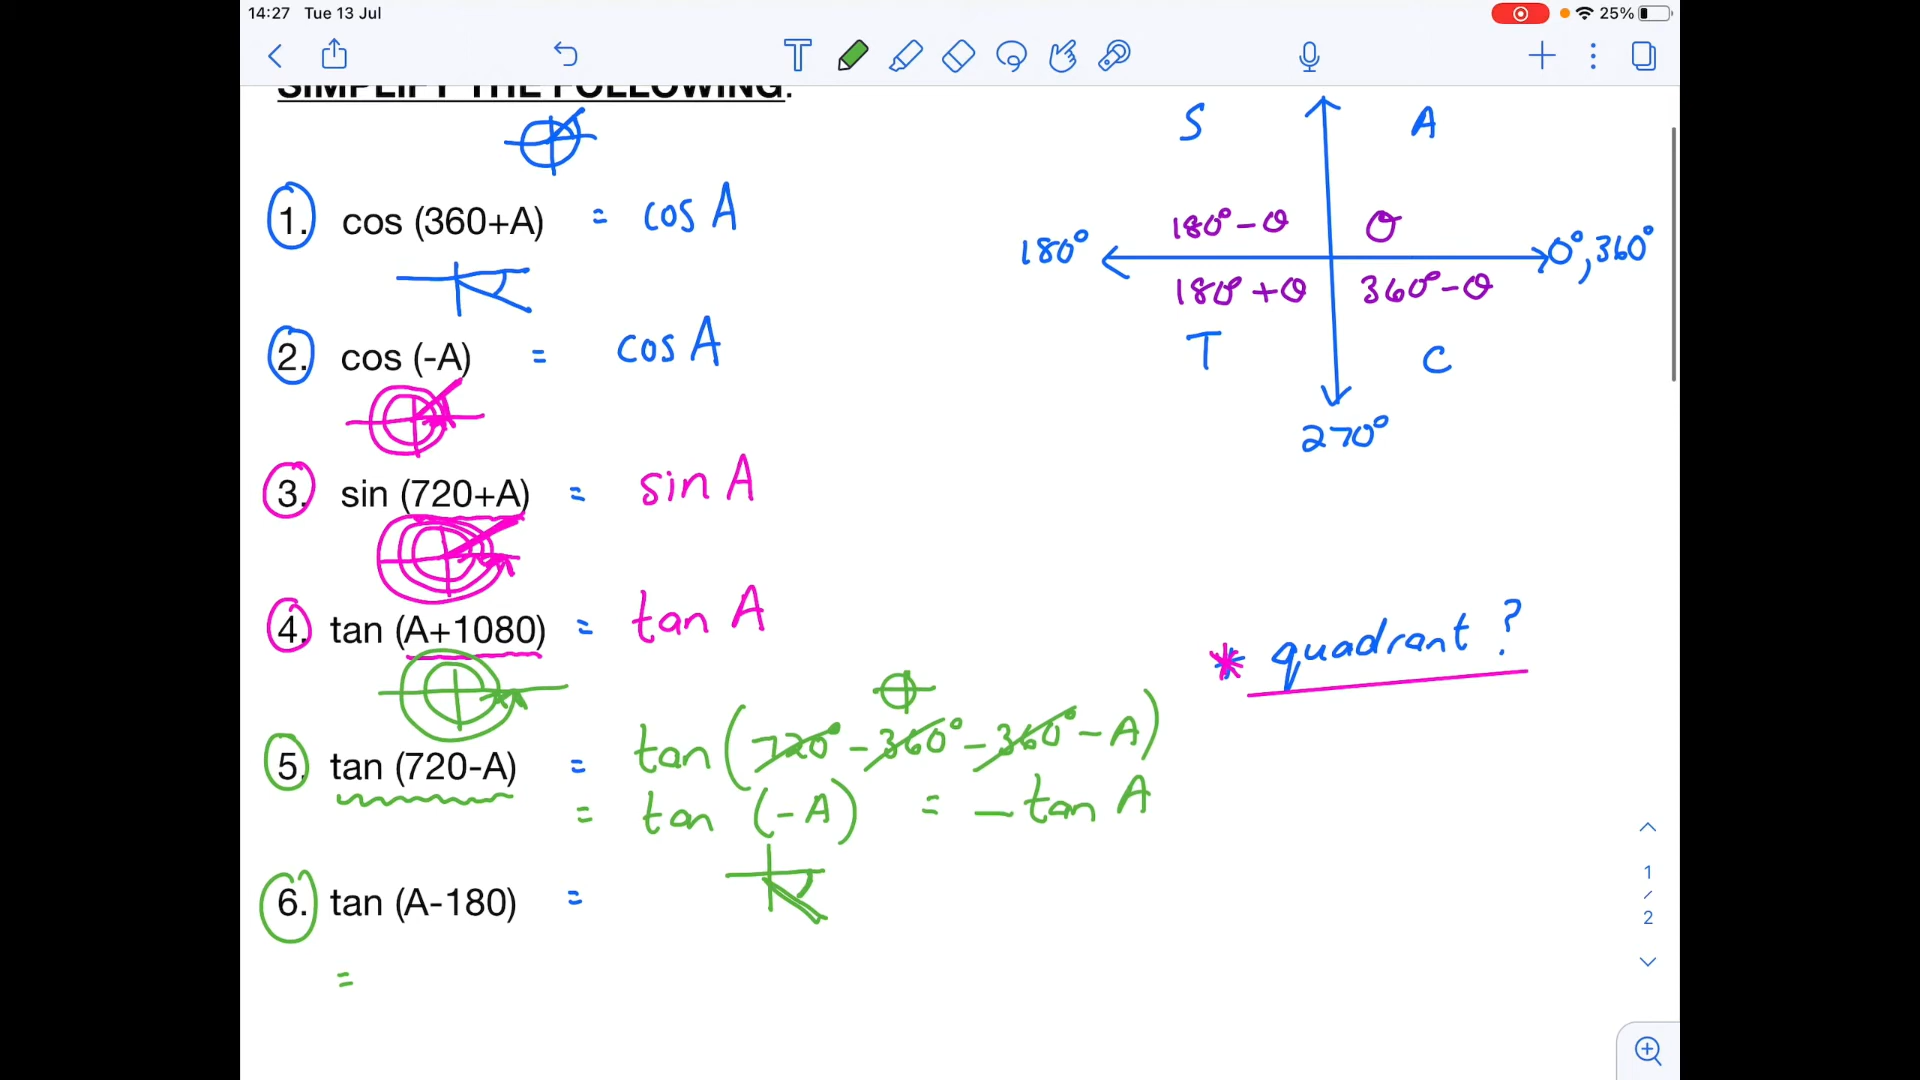 14:27 Tue 13 Jul
25%
SIMPLIFY THE FOLLOWING:
S A
1. cos (360+A) = cos A
180° - θ θ
180° 0°, 360°
180° + θ 360° - θ
2. cos (-A) = cos A
T C
270°
3. sin (720+A) = sin A
4. tan (A+1080) = tan A
* quadrant ?
5. tan (720-A) = tan (720° - 360° - 360° - A)
= tan (-A) = - tan A
6. tan (A-180) =
=
1
/
2